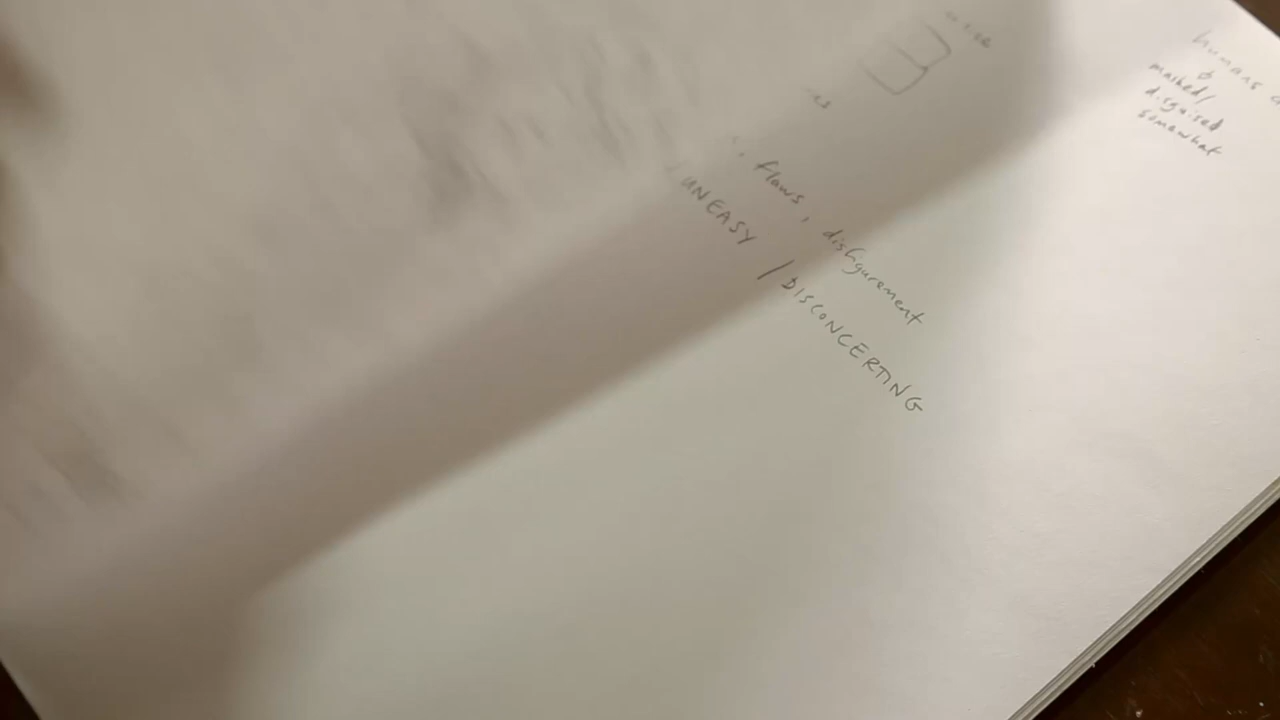 humans
masked/
disguised
somewhat
flaws, disfigurement
UNEASY / DISCONCERTING